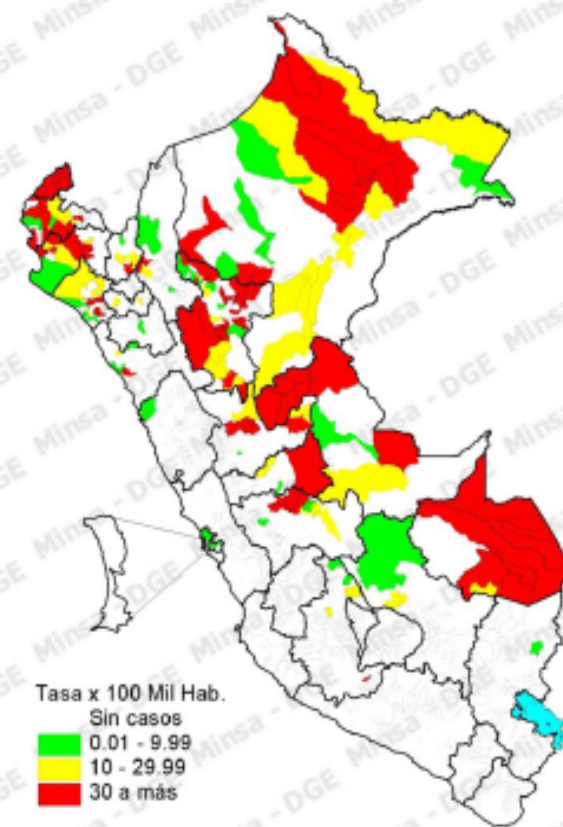 Minsa - DGE
Tasa x 100 Mil Hab.
Sin casos
0.01 - 9.99
10 - 29.99
30 a más